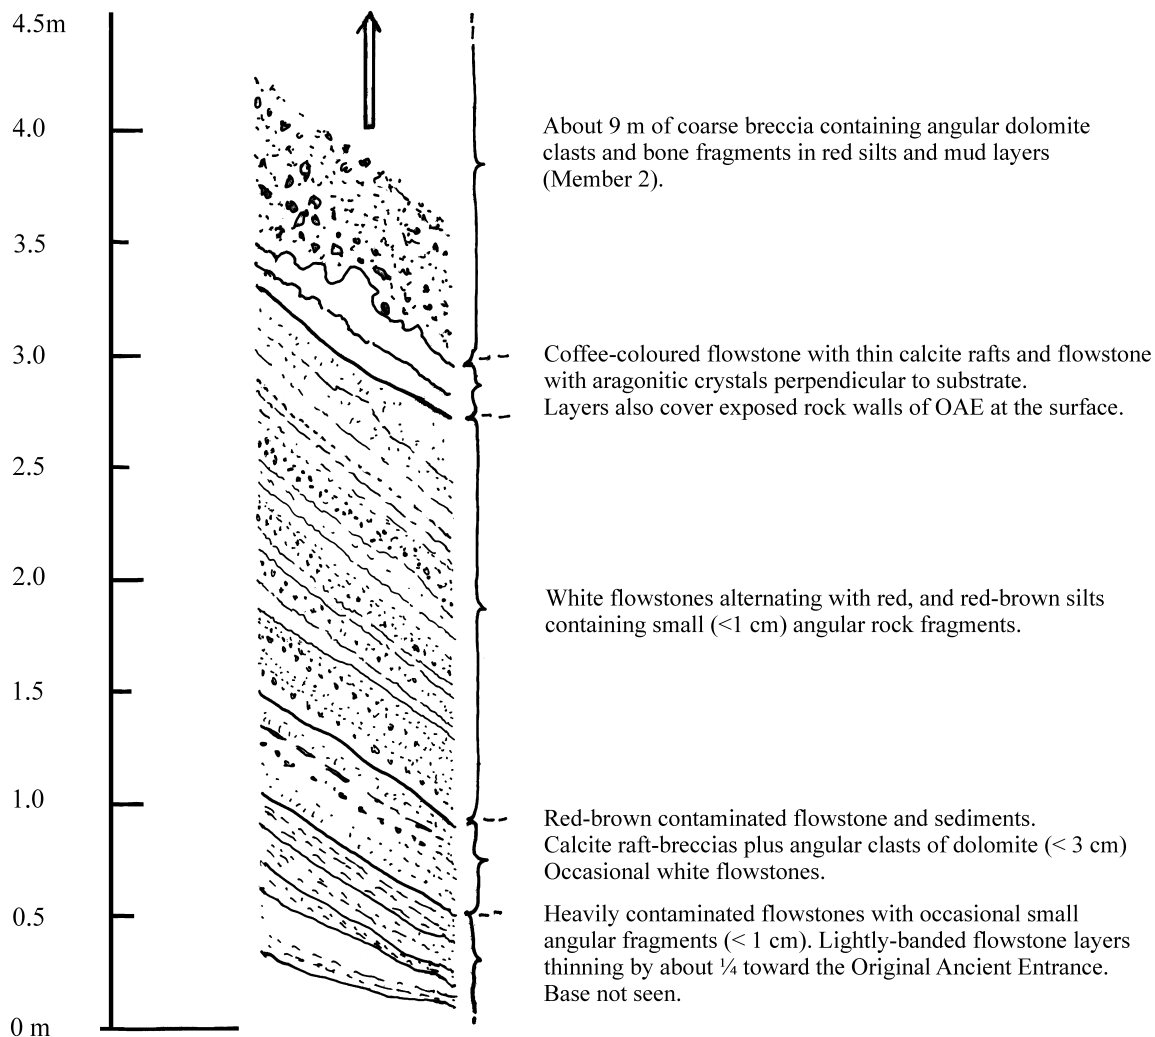 4.5m
4.0
About 9 m of coarse breccia containing angular dolomite
clasts and bone fragments in red silts and mud layers
(Member 2).
3.5
3.0
Coffee-coloured flowstone with thin calcite rafts and flowstone
with aragonitic crystals perpendicular to substrate.
Layers also cover exposed rock walls of OAE at the surface.
2.5
2.0
White flowstones alternating with red, and red-brown silts
containing small (<1 cm) angular rock fragments.
1.5
1.0
Red-brown contaminated flowstone and sediments.
Calcite raft-breccias plus angular clasts of dolomite (< 3 cm)
Occasional white flowstones.
0.5
Heavily contaminated flowstones with occasional small
angular fragments (< 1 cm). Lightly-banded flowstone layers
thinning by about ¼ toward the Original Ancient Entrance.
Base not seen.
0 m